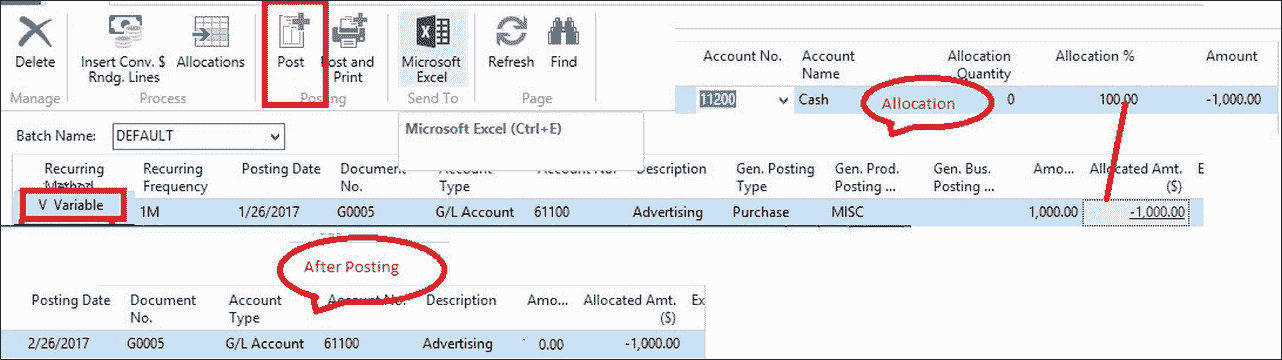 Delete
Insert Conv. $
Rndg. Lines
Allocations
Post
Post and
Print
Microsoft
Excel
Refresh
Find
Manage
Process
Posting
Send To
Page
Account No.
Account
Name
Allocation
Quantity
Allocation %
Amount
11200
Cash
Allocation
0
100.00
-1,000.00
Batch Name:
DEFAULT
Microsoft Excel (Ctrl+E)
Recurring
Method
Recurring
Frequency
Posting Date
Document
No.
Account
Type
Account No.
Description
Gen. Posting
Type
Gen. Prod.
Posting ...
Gen. Bus.
Posting ...
Amo...
Allocated Amt.
($)
E
V Variable
1M
1/26/2017
G0005
G/L Account
61100
Advertising
Purchase
MISC
1,000.00
-1,000.00
After Posting
Posting Date
Document
No.
Account
Type
Account No.
Description
Amo...
Allocated Amt.
($)
Ex
2/26/2017
G0005
G/L Account
61100
Advertising
0.00
-1,000.00